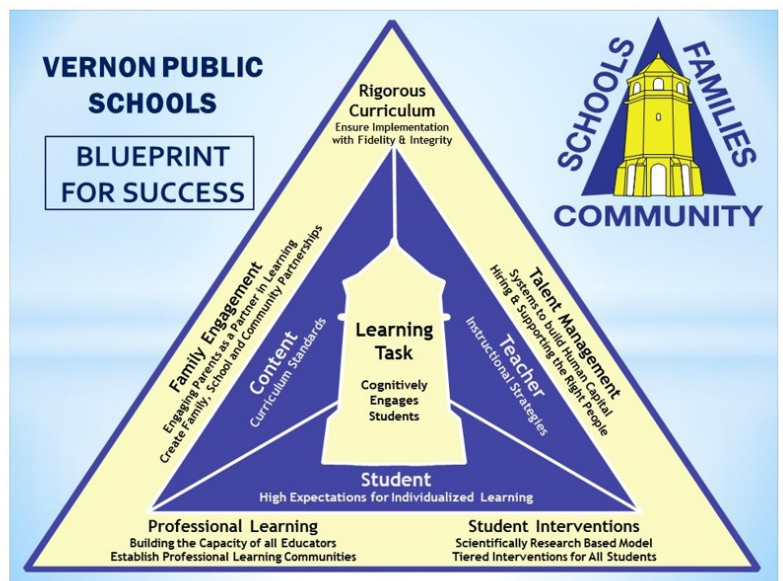 VERNON PUBLIC
SCHOOLS
BLUEPRINT
FOR SUCCESS
SCHOOLS
FAMILIES
COMMUNITY
Rigorous
Curriculum
Ensure Implementation
with Fidelity & Integrity
Family Engagement
Engaging Parents as a Partner in Learning
Create Family, School and Community Partnerships
Content
Curriculum Standards
Learning
Task
Cognitively
Engages
Students
Teacher
Instructional Strategies
Talent Management
Systems to build Human Capital
Hiring & Supporting the Right People
Student
High Expectations for Individualized Learning
Professional Learning
Building the Capacity of all Educators
Establish Professional Learning Communities
Student Interventions
Scientifically Research Based Model
Tiered Interventions for All Students